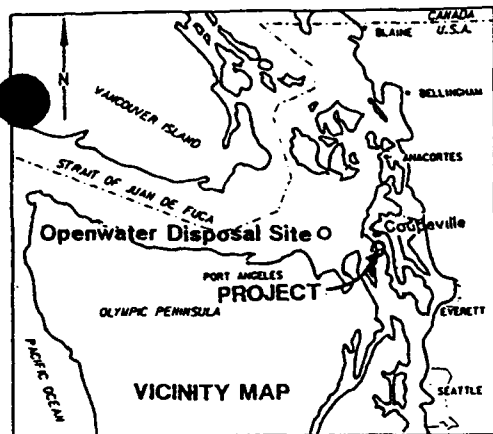 CANADA
U.S.A.
BLAINE
N
BELLINGHAM
VANCOUVER ISLAND
ANACORTES
STRAIT OF JUAN DE FUCA
Coupeville
Openwater Disposal Site
PORT ANGELES
PROJECT
OLYMPIC PENINSULA
EVERETT
PACIFIC OCEAN
VICINITY MAP
SEATTLE